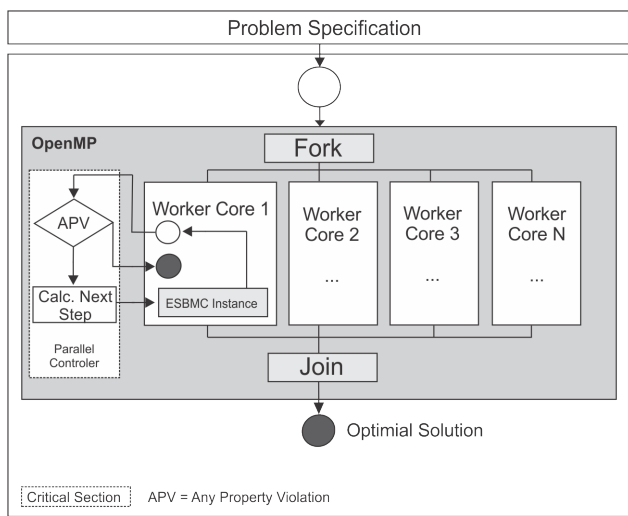 Problem Specification
OpenMP
Fork
APV
Calc. Next
Step
Parallel
Controler
Worker Core 1
ESBMC Instance
Worker
Core 2
...
Worker
Core 3
...
Worker
Core N
...
Join
Optimial Solution
Critical Section
APV = Any Property Violation